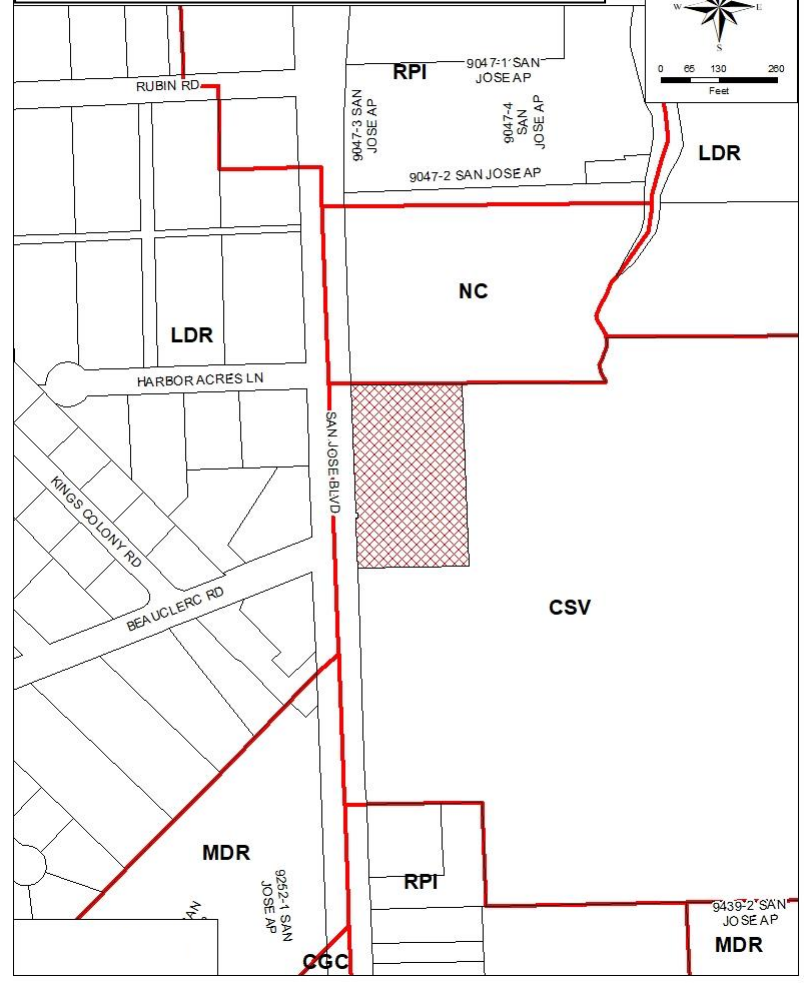 W E
S
0 65 130 260
Feet
RPI
9047-1 SAN
JOSE AP
RUBIN RD
9047-3 SAN
JOSE AP
9047-4
SAN
JOSE AP
LDR
9047-2 SAN JOSE AP
NC
LDR
HARBOR ACRES LN
SAN JOSE BLVD
KINGS COLONY RD
BEAUCLERC RD
CSV
MDR
9252-1 SAN
JOSE AP
RPI
AN
9439-2 SAN
JOSE AP
MDR
CGC